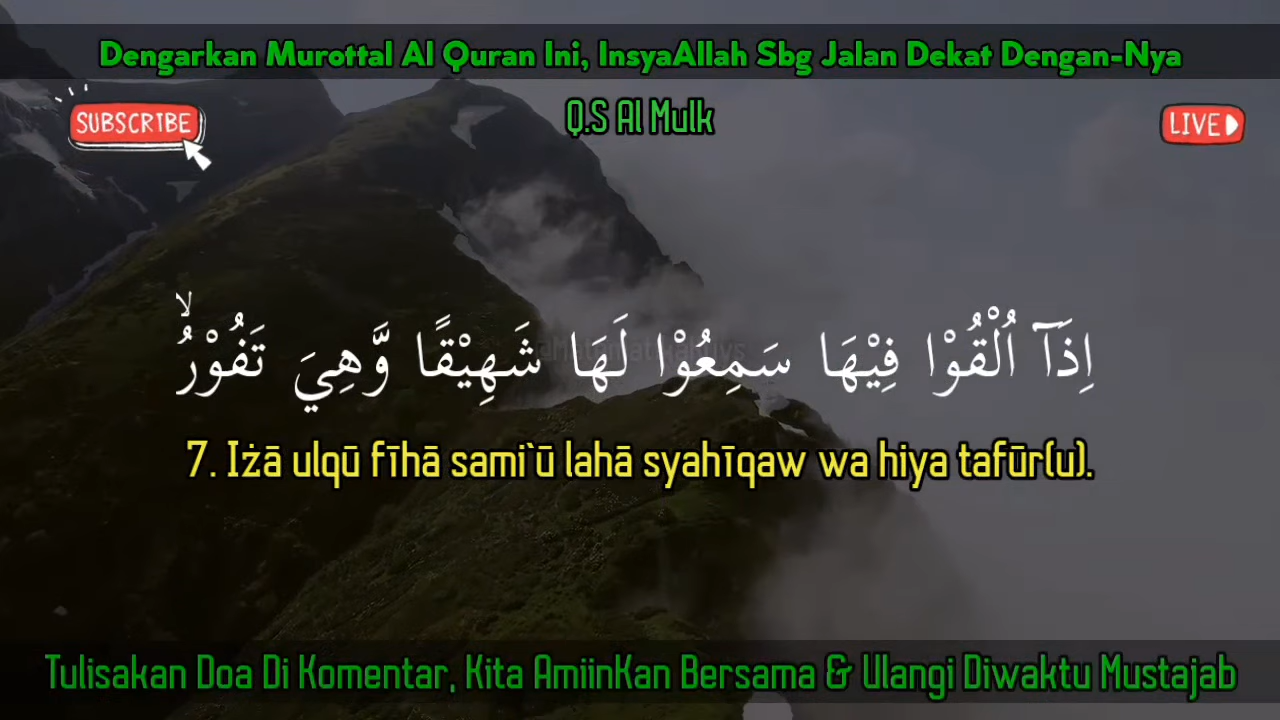 Dengarkan Murottal Al Quran Ini, InsyaAllah Sbg Jalan Dekat Dengan-Nya
SUBSCRIBE
Q.S Al Mulk
LIVE
اِذَآ اُلْقُوْا فِيْهَا سَمِعُوْا لَهَا شَهِيْقًا وَّهِيَ تَفُوْرُۙ
7. Iżā ulqū fīhā sami`ū lahā syahīqaw wa hiya tafūr(u).
Tulisakan Doa Di Komentar, Kita AmiinKan Bersama & Ulangi Diwaktu Mustajab